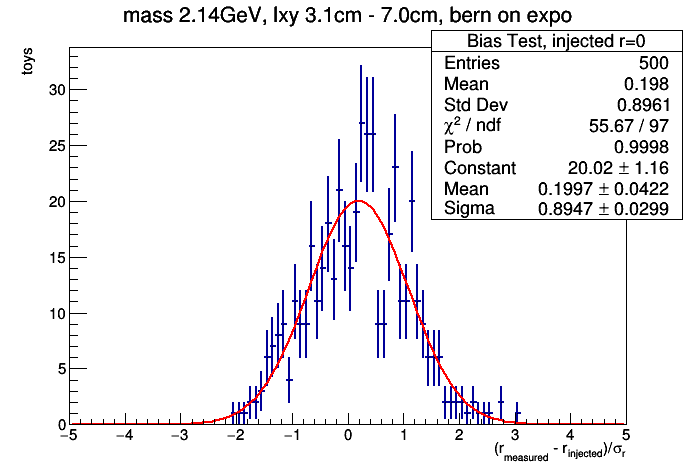 mass 2.14GeV, lxy 3.1cm - 7.0cm, bern on expo
toys
Bias Test, injected r=0
Entries 500
Mean 0.198
Std Dev 0.8961
χ² / ndf 55.67 / 97
Prob 0.9998
Constant 20.02 ± 1.16
Mean 0.1997 ± 0.0422
Sigma 0.8947 ± 0.0299
30
25
20
15
10
5
0
−5 −4 −3 −2 −1 0 1 2 3 4 5
(r_measured - r_injected)/σ_r